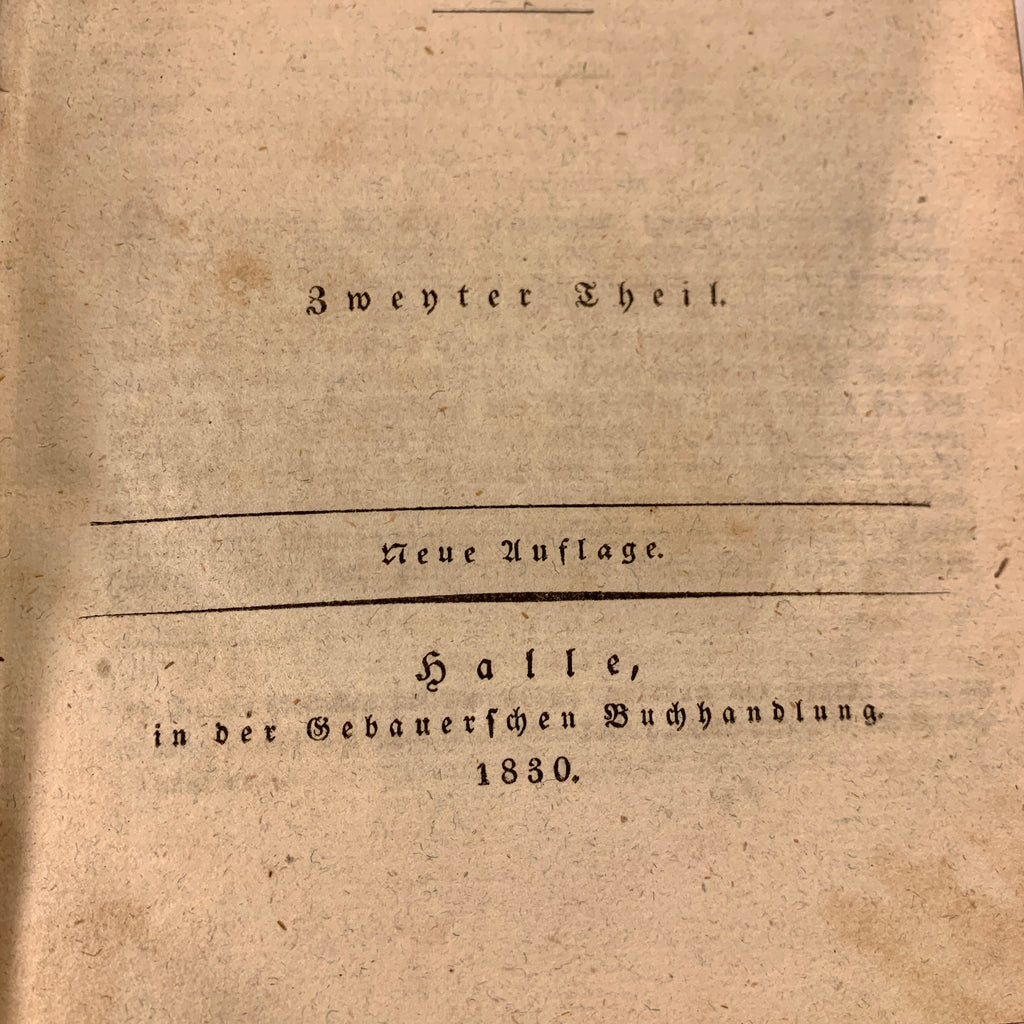 Zweyter Theil.
Neue Auflage.
Halle,
in der Gebauerschen Buchhandlung.
1830.